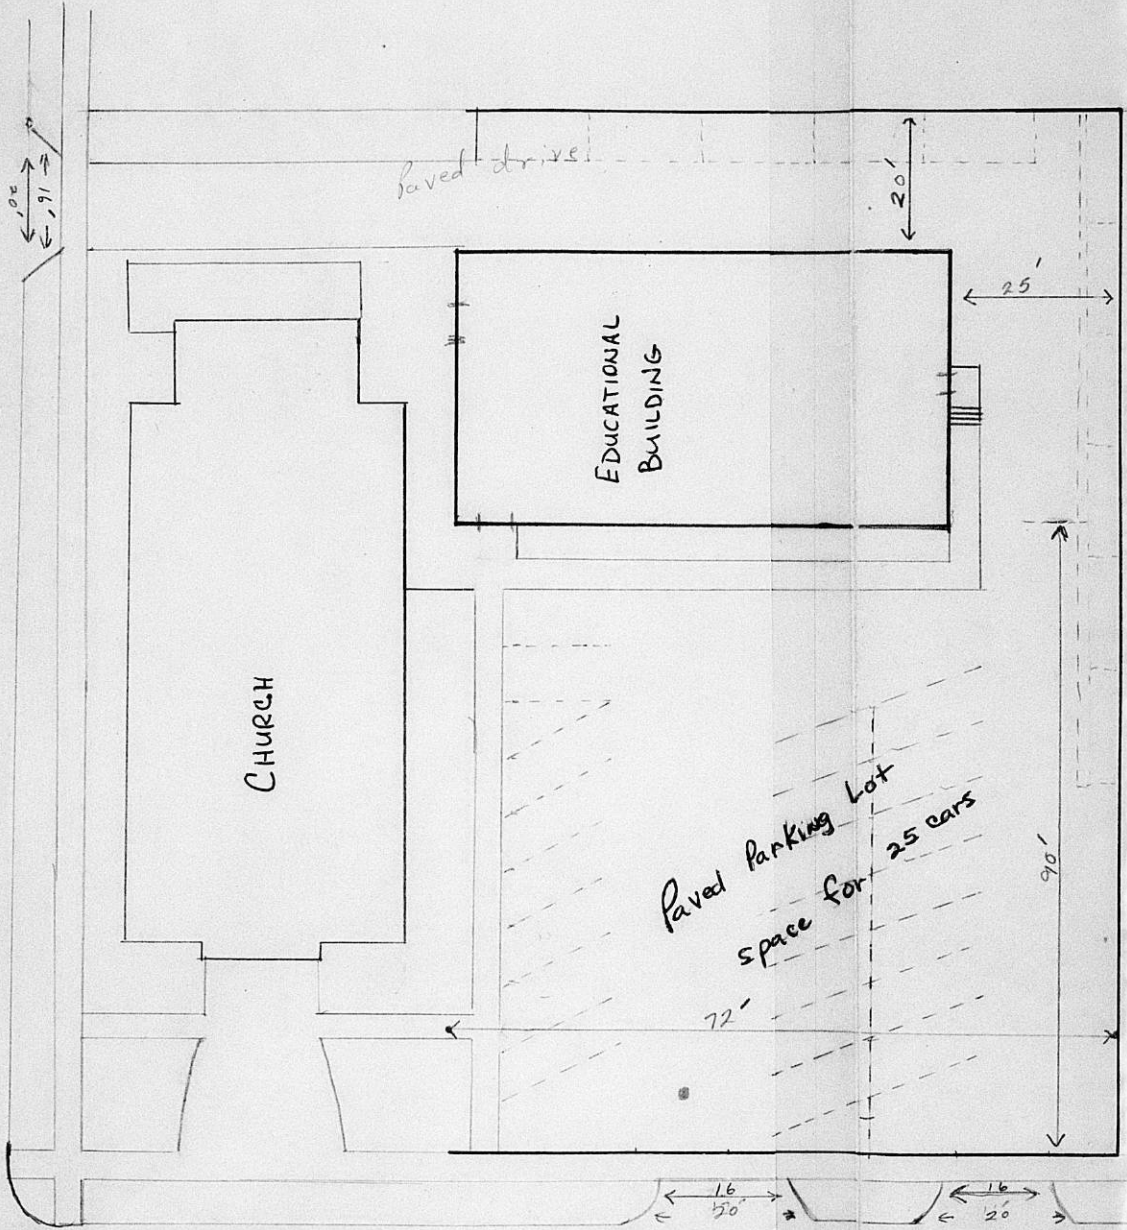 Paved drive
20'
16'
20'
25'
EDUCATIONAL
BUILDING
CHURCH
Paved Parking Lot
space for 25 cars
90'
72'
16
20'
16
20'